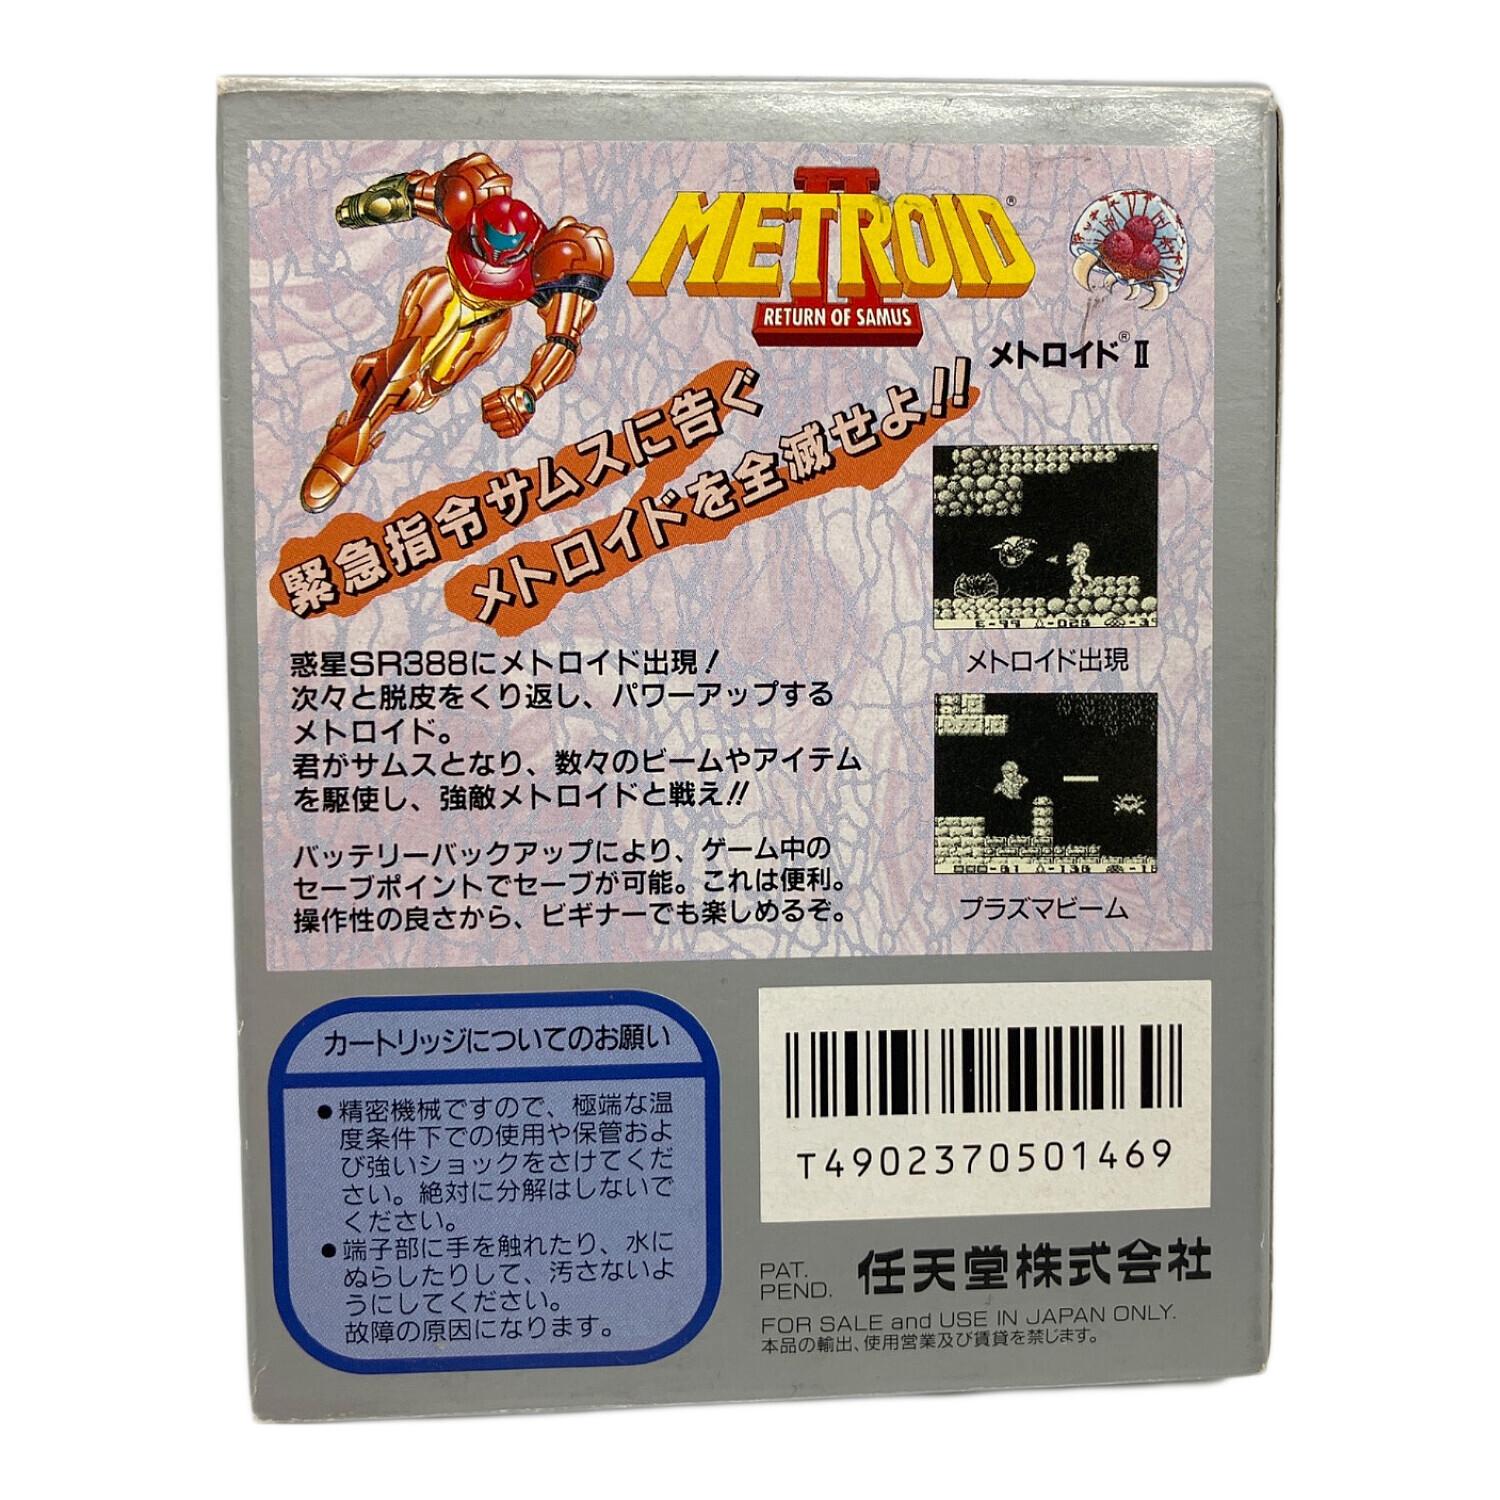 METROID®
II
RETURN OF SAMUS
メトロイド® II
緊急指令サムスに告ぐ
メトロイドを全滅せよ!!
惑星SR388にメトロイド出現!
次々と脱皮をくり返し、パワーアップする
メトロイド。
君がサムスとなり、数々のビームやアイテム
を駆使し、強敵メトロイドと戦え!!
バッテリーバックアップにより、ゲーム中の
セーブポイントでセーブが可能。これは便利。
操作性の良さから、ビギナーでも楽しめるぞ。
メトロイド出現
プラズマビーム
カートリッジについてのお願い
●精密機械ですので、極端な温
度条件下での使用や保管およ
び強いショックをさけてくだ
さい。絶対に分解はしないで
ください。
●端子部に手を触れたり、水に
ぬらしたりして、汚さないよ
うにしてください。
故障の原因になります。
T4902370501469
PAT.
PEND.
任天堂株式会社
FOR SALE and USE IN JAPAN ONLY.
本品の輸出、使用営業及び賃貸を禁じます。